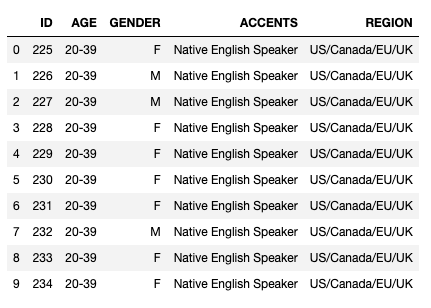 ID AGE GENDER ACCENTS REGION
0 225 20-39 F Native English Speaker US/Canada/EU/UK
1 226 20-39 M Native English Speaker US/Canada/EU/UK
2 227 20-39 M Native English Speaker US/Canada/EU/UK
3 228 20-39 F Native English Speaker US/Canada/EU/UK
4 229 20-39 F Native English Speaker US/Canada/EU/UK
5 230 20-39 F Native English Speaker US/Canada/EU/UK
6 231 20-39 F Native English Speaker US/Canada/EU/UK
7 232 20-39 M Native English Speaker US/Canada/EU/UK
8 233 20-39 F Native English Speaker US/Canada/EU/UK
9 234 20-39 F Native English Speaker US/Canada/EU/UK